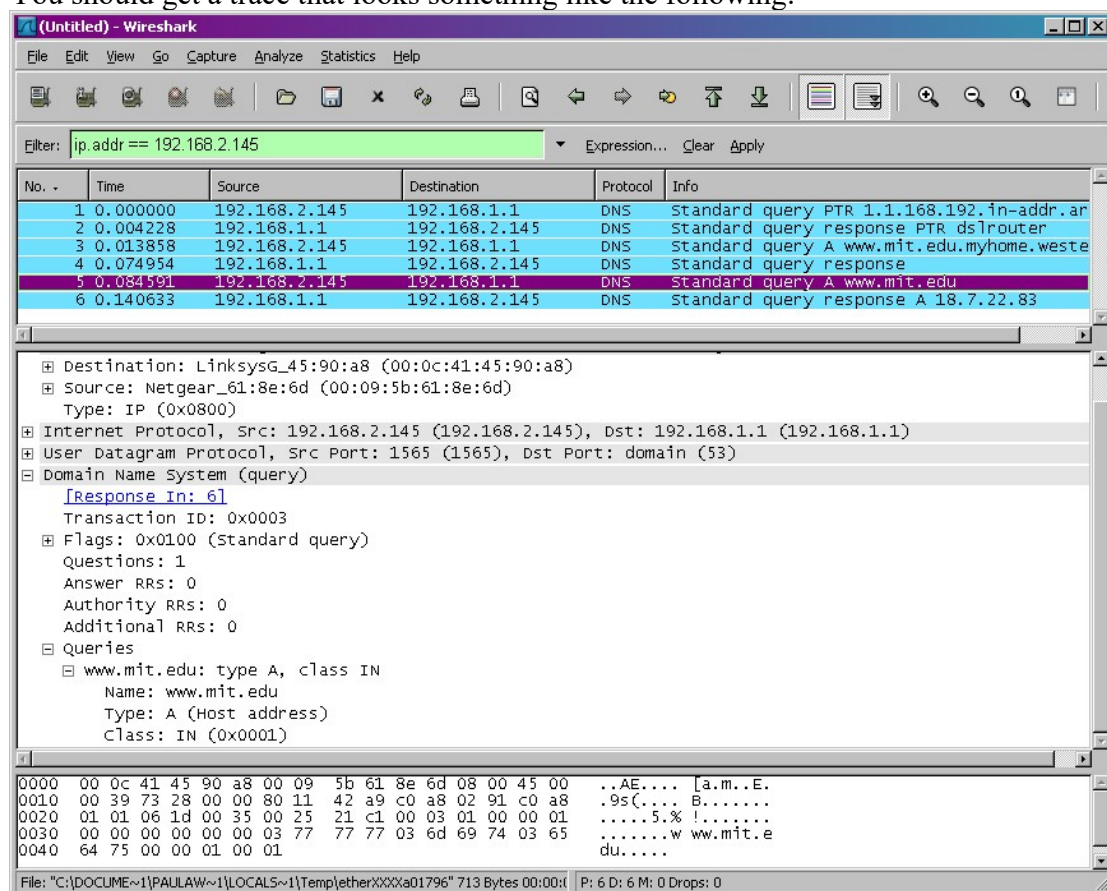 You should get a trace that looks something like the following:
(Untitled) - Wireshark
File Edit View Go Capture Analyze Statistics Help
Filter: ip.addr == 192.168.2.145 Expression... Clear Apply
No. . Time Source Destination Protocol Info
1 0.000000 192.168.2.145 192.168.1.1 DNS Standard query PTR 1.1.168.192.in-addr.ar
2 0.004228 192.168.1.1 192.168.2.145 DNS Standard query response PTR dslrouter
3 0.013858 192.168.2.145 192.168.1.1 DNS Standard query A www.mit.edu.myhome.weste
4 0.074954 192.168.1.1 192.168.2.145 DNS Standard query response
5 0.084591 192.168.2.145 192.168.1.1 DNS Standard query A www.mit.edu
6 0.140633 192.168.1.1 192.168.2.145 DNS Standard query response A 18.7.22.83
Destination: LinksysG_45:90:a8 (00:0c:41:45:90:a8)
Source: Netgear_61:8e:6d (00:09:5b:61:8e:6d)
Type: IP (0x0800)
Internet Protocol, Src: 192.168.2.145 (192.168.2.145), Dst: 192.168.1.1 (192.168.1.1)
User Datagram Protocol, Src Port: 1565 (1565), Dst Port: domain (53)
Domain Name System (query)
[Response In: 6]
Transaction ID: 0x0003
Flags: 0x0100 (Standard query)
Questions: 1
Answer RRs: 0
Authority RRs: 0
Additional RRs: 0
Queries
www.mit.edu: type A, class IN
Name: www.mit.edu
Type: A (Host address)
Class: IN (0x0001)
0000 00 0c 41 45 90 a8 00 09 5b 61 8e 6d 08 00 45 00 ..AE.... [a.m..E.
0010 00 39 73 28 00 00 80 11 42 a9 c0 a8 02 91 c0 a8 .9s(.... B.......
0020 01 01 06 1d 00 35 00 25 21 c1 00 03 01 00 00 01 .....5.% !.......
0030 00 00 00 00 00 00 03 77 77 77 03 6d 69 74 03 65 .......w ww.mit.e
0040 64 75 00 00 01 00 01 du.....
File: "C:\DOCUME~1\PAULAW~1\LOCALS~1\Temp\etherXXXXa01796" 713 Bytes 00:00:( P: 6 D: 6 M: 0 Drops: 0